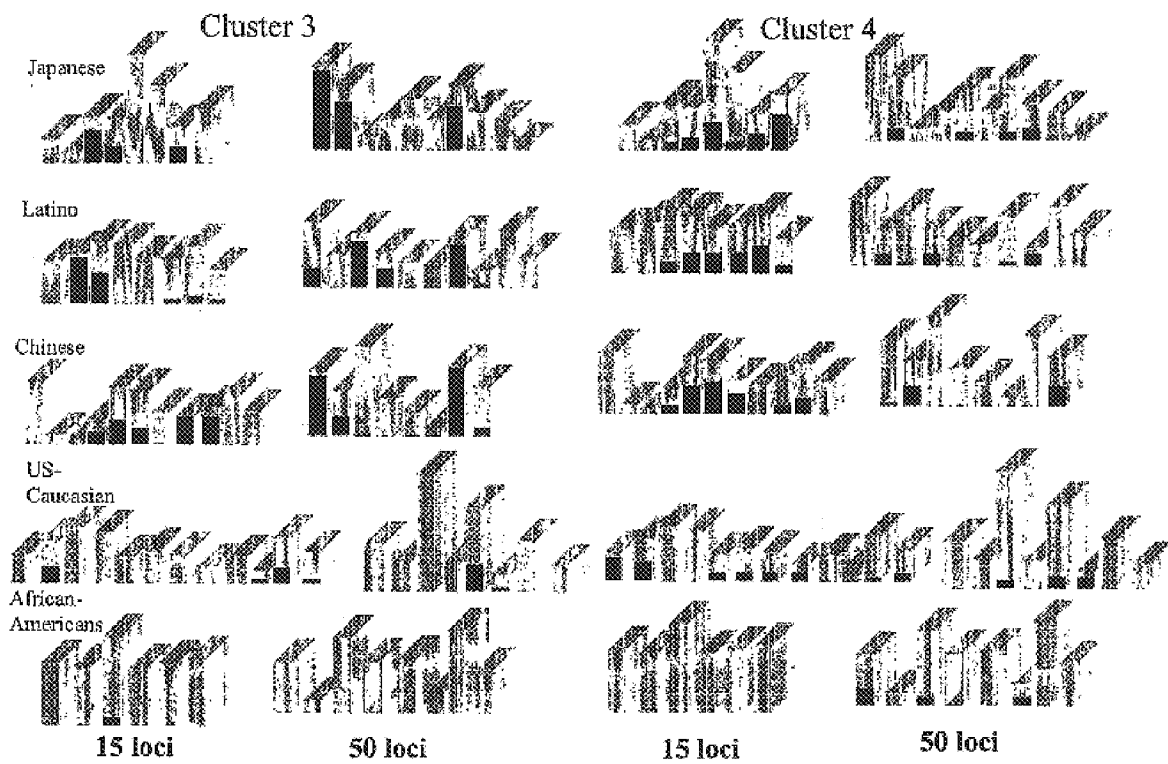 Cluster 3
Cluster 4
Japanese
Latino
Chinese
US-
Caucasian
African-
Americans
15 loci
50 loci
15 loci
50 loci